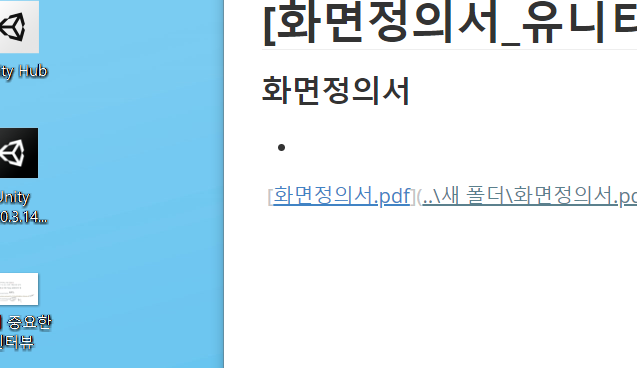 [화면정의서_유니티
ty Hub
화면정의서
[화면정의서.pdf](..\새 폴더\화면정의서.pd
Unity
0.3.14...
중요한
터뷰